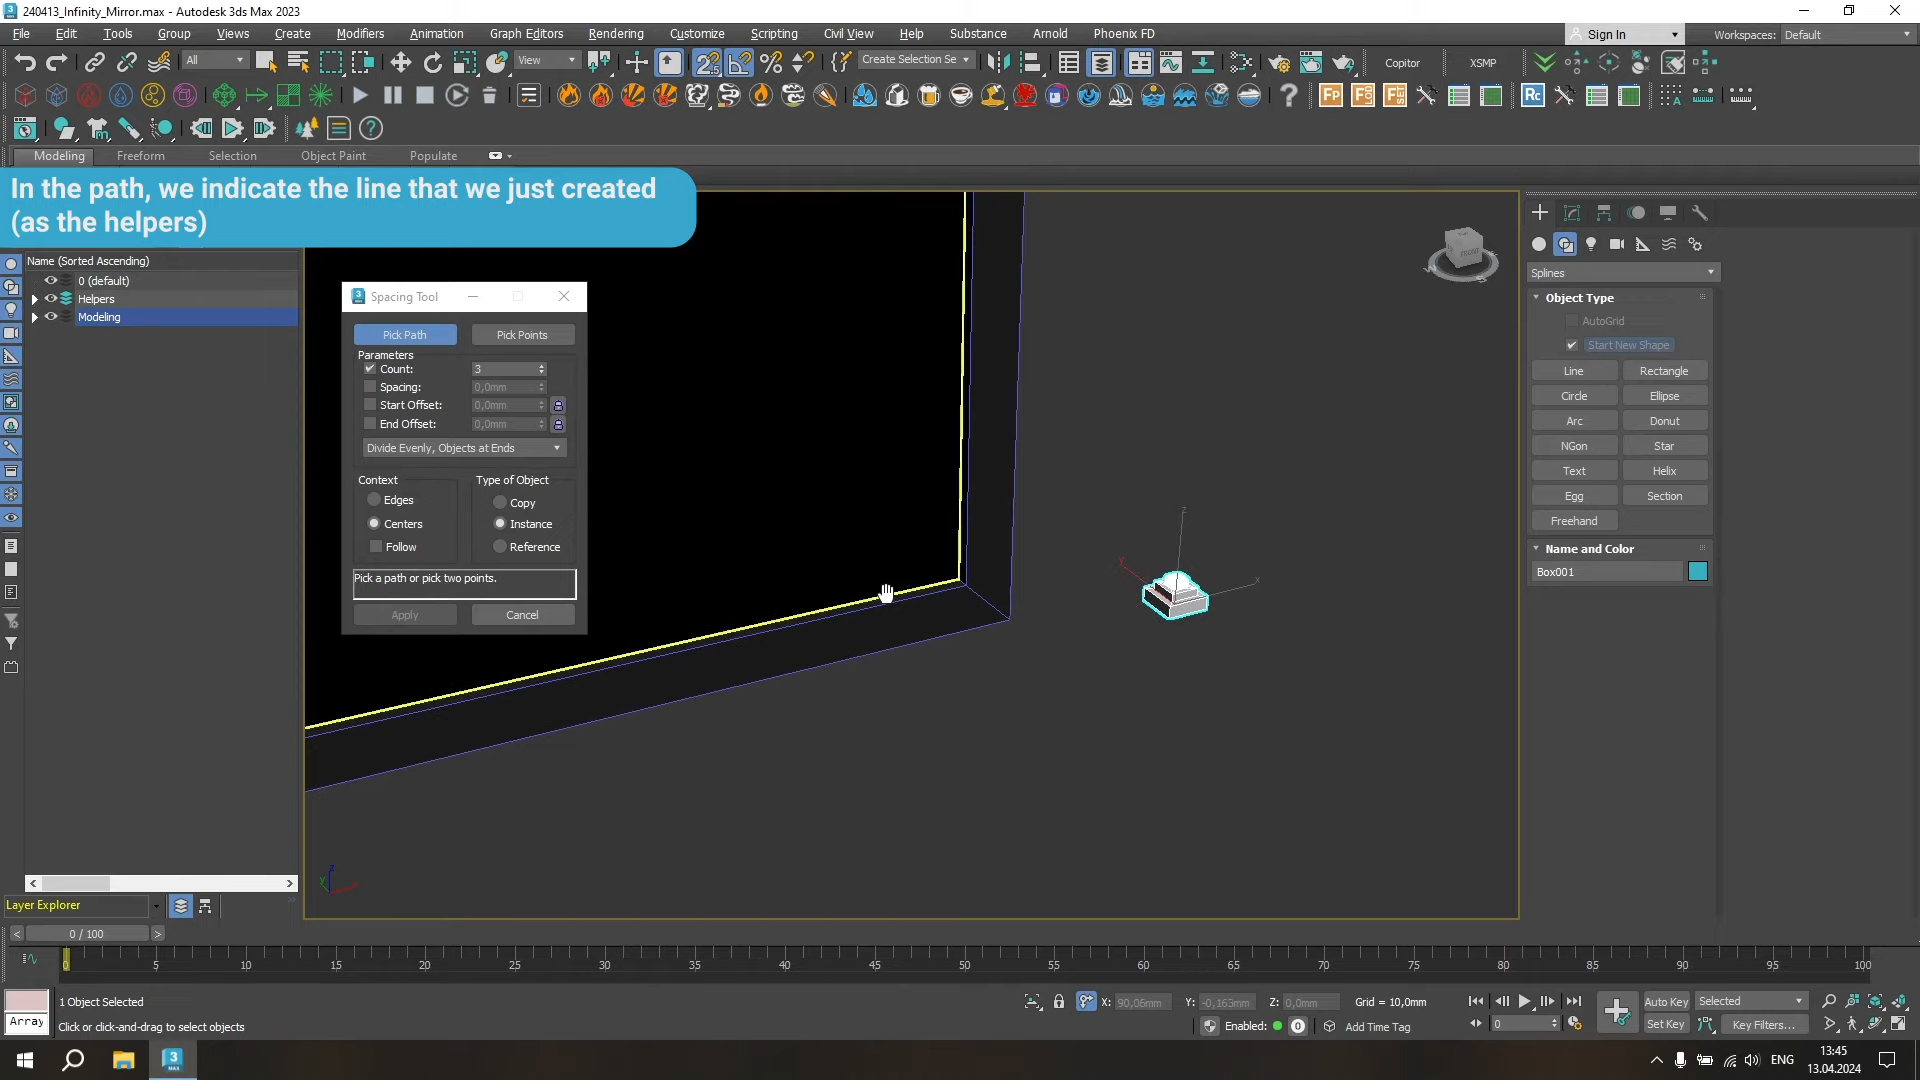 240413_Infinity_Mirror.max - Autodesk 3ds Max 2023
File Edit Tools Group Views Create Modifiers Animation Graph Editors Rendering Customize Scripting Civil View Help Substance Arnold Phoenix FD
Sign In
Workspaces: Default
All
View
Create Selection Se
Copitor
XSMP
Modeling Freeform Selection Object Paint Populate
In the path, we indicate the line that we just created
(as the helpers)
Name (Sorted Ascending)
0 (default)
Helpers
Modeling
Spacing Tool
Pick Path
Pick Points
Parameters
Count: 3
Spacing: 0,0mm
Start Offset: 0,0mm
End Offset: 0,0mm
Divide Evenly, Objects at Ends
Context
Type of Object
Edges
Copy
Centers
Instance
Follow
Reference
Pick a path or pick two points.
Apply
Cancel
FRONT
Splines
Object Type
AutoGrid
Start New Shape
Line
Rectangle
Circle
Ellipse
Arc
Donut
NGon
Star
Text
Helix
Egg
Section
Freehand
Name and Color
Box001
Layer Explorer
0 / 100
0 5 10 15 20 25 30 35 40 45 50 55 60 65 70 75 80 85 90 95 100
Array
1 Object Selected
Click or click-and-drag to select objects
X: 90,06mm Y: -0,163mm Z: 0,0mm Grid = 10,0mm
Enabled: 0 Add Time Tag
0
Auto Key
Selected
Set Key
Key Filters...
ENG
13:45
13.04.2024